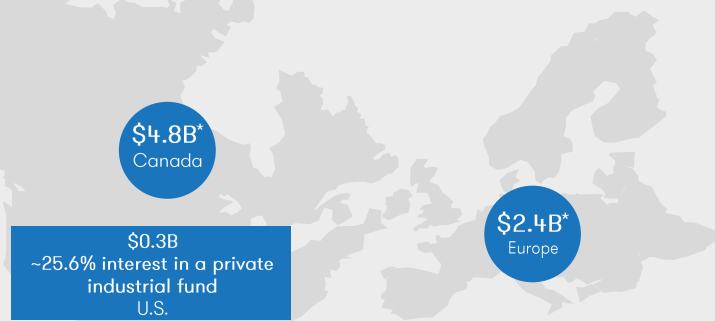 $4.8B*
Canada
$2.4B*
Europe
$0.3B
~25.6% interest in a private
industrial fund
U.S.